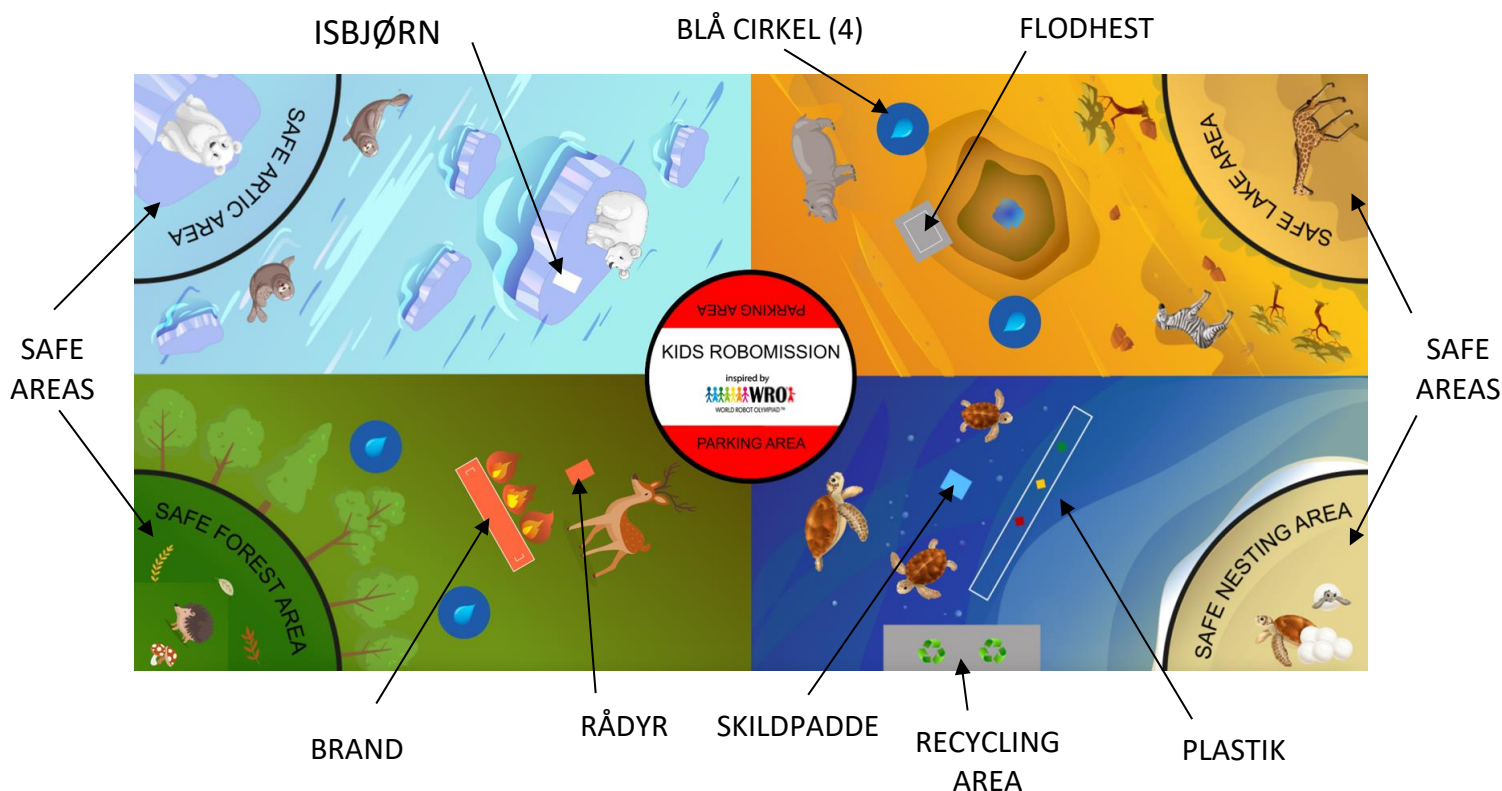 ISBJØRN
BLÅ CIRKEL (4)
FLODHEST
SAFE ARTIC AREA
SAFE LAKE AREA
PARKING AREA
KIDS ROBOMISSION
inspired by
WRO
WORLD ROBOT OLYMPIAD™
PARKING AREA
SAFE
AREAS
SAFE
AREAS
SAFE FOREST AREA
SAFE NESTING AREA
BRAND
RÅDYR
SKILDPADDE
RECYCLING
AREA
PLASTIK